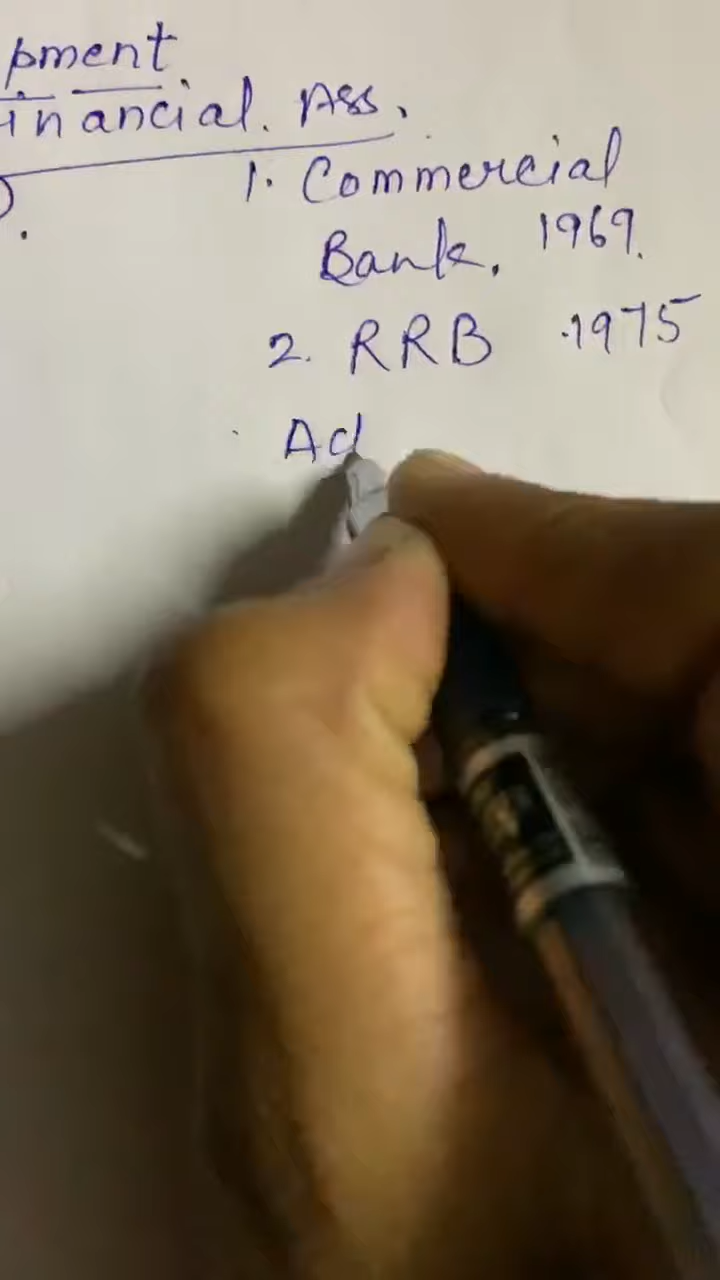 pment
inancial. Ass.
1. Commercial
Bank. 1969.
2. RRB .1975
Ad